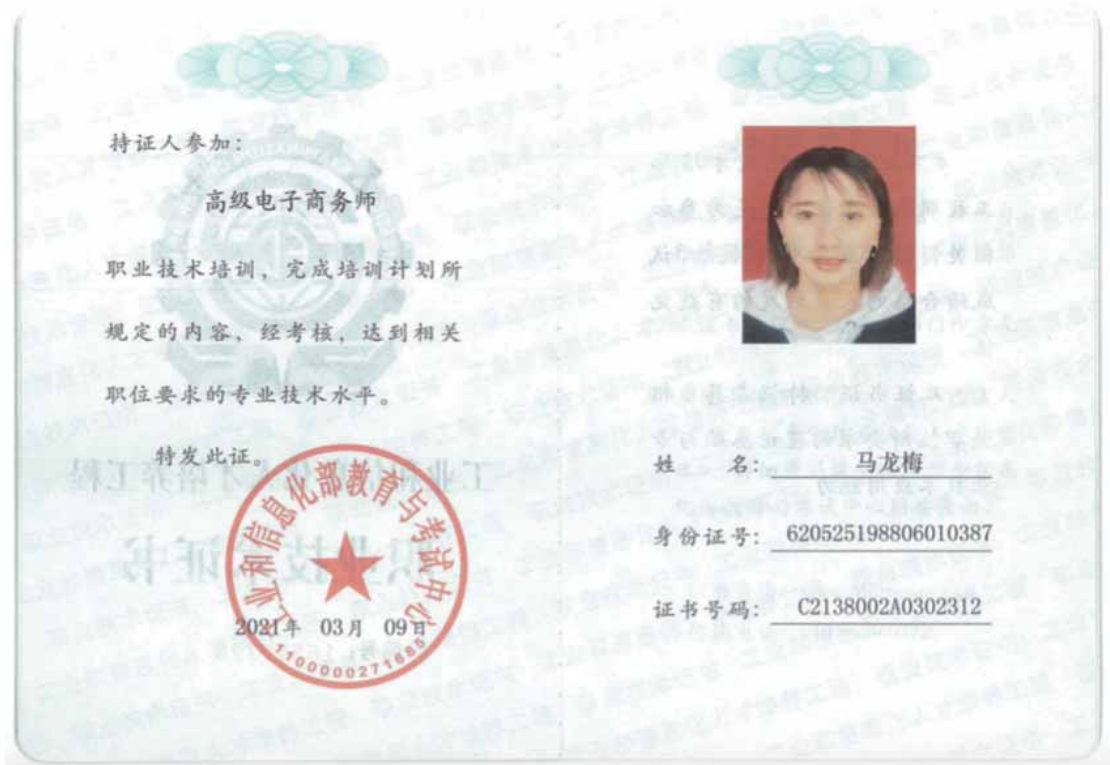 持证人参加：
高级电子商务师
职业技术培训，完成培训计划所
规定的内容，经考核，达到相关
职位要求的专业技术水平。
特发此证。
工业和信息化部教育与考试中心
2021年 03月 09日
姓 名： 马龙梅
身份证号： 620525198806010387
证书号码： C2138002A0302312